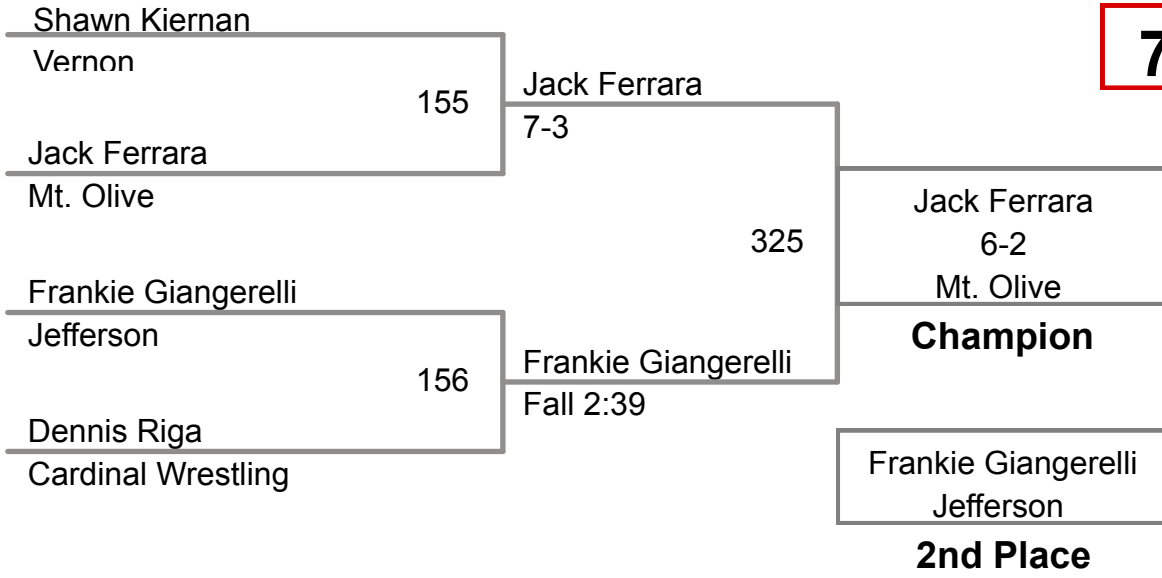 Shawn Kiernan
Vernon
155
Jack Ferrara
7-3
Jack Ferrara
Mt. Olive
325
Frankie Giangerelli
Jefferson
156
Frankie Giangerelli
Fall 2:39
Dennis Riga
Cardinal Wrestling
7
Jack Ferrara
6-2
Mt. Olive
Champion
Frankie Giangerelli
Jefferson
2nd Place